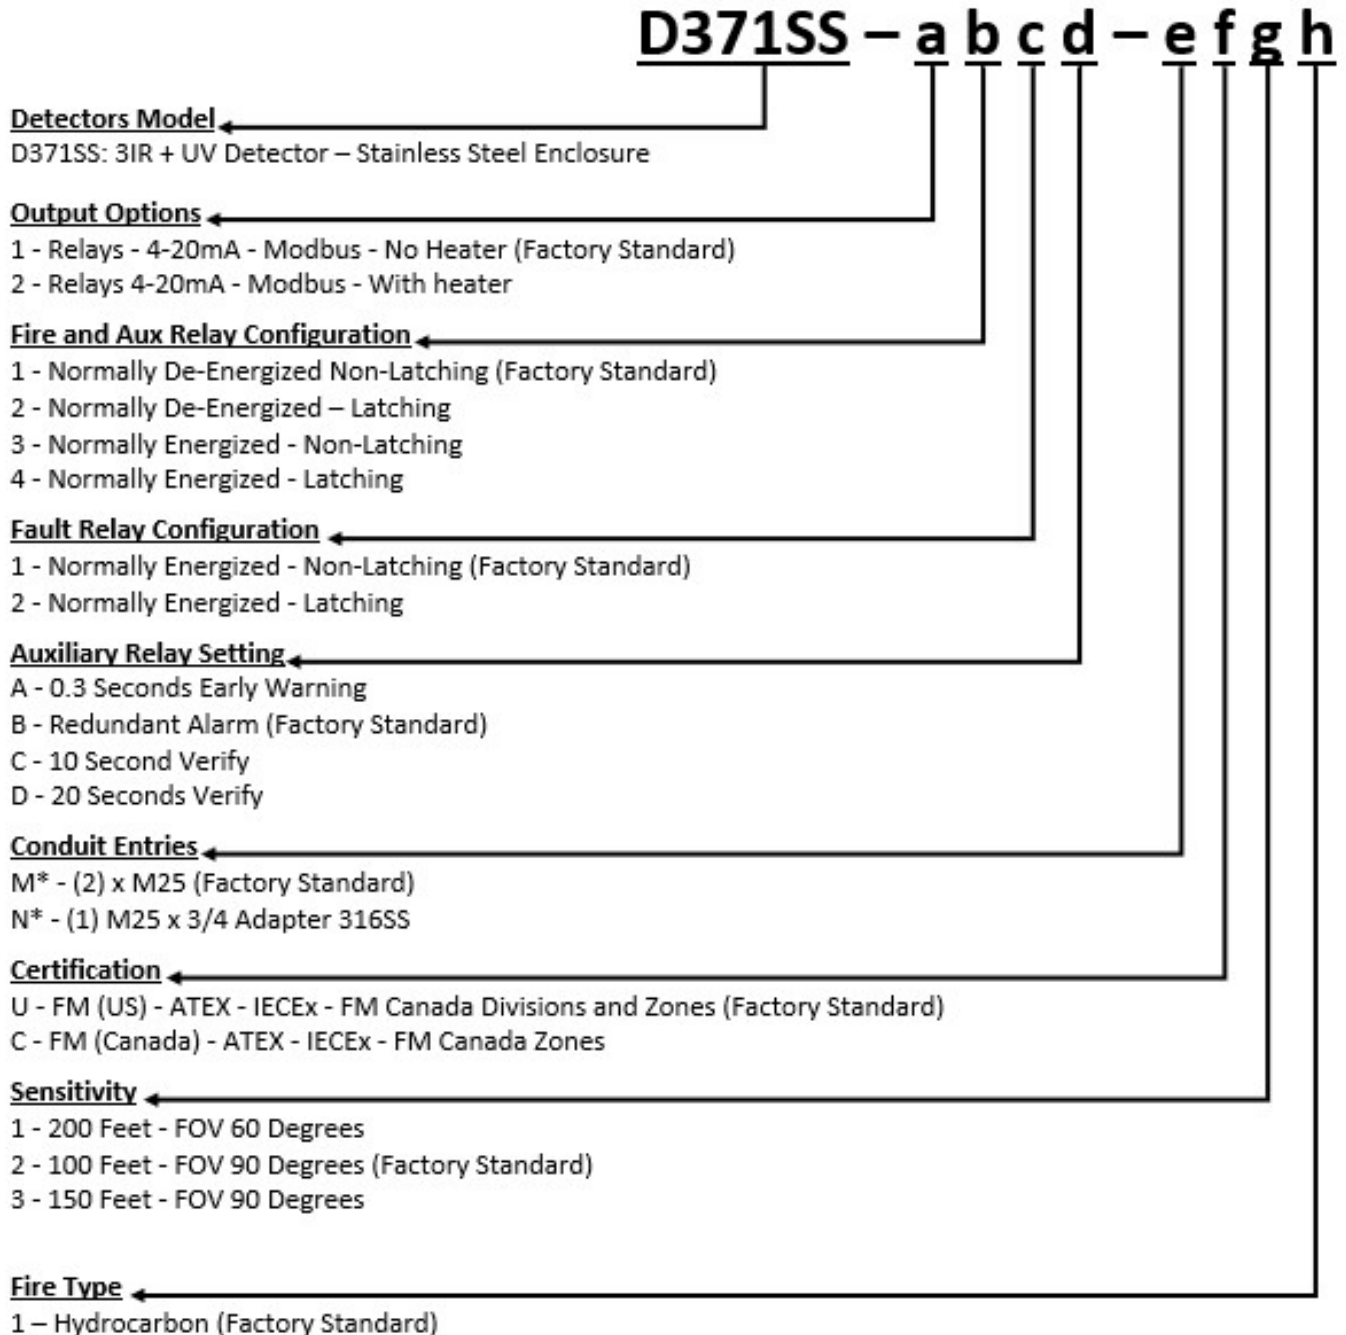 D371SS – a b c d – e f g h
Detectors Model
D371SS: 3IR + UV Detector – Stainless Steel Enclosure
Output Options
1 - Relays - 4-20mA - Modbus - No Heater (Factory Standard)
2 - Relays 4-20mA - Modbus - With heater
Fire and Aux Relay Configuration
1 - Normally De-Energized Non-Latching (Factory Standard)
2 - Normally De-Energized – Latching
3 - Normally Energized - Non-Latching
4 - Normally Energized - Latching
Fault Relay Configuration
1 - Normally Energized - Non-Latching (Factory Standard)
2 - Normally Energized - Latching
Auxiliary Relay Setting
A - 0.3 Seconds Early Warning
B - Redundant Alarm (Factory Standard)
C - 10 Second Verify
D - 20 Seconds Verify
Conduit Entries
M* - (2) x M25 (Factory Standard)
N* - (1) M25 x 3/4 Adapter 316SS
Certification
U - FM (US) - ATEX - IECEx - FM Canada Divisions and Zones (Factory Standard)
C - FM (Canada) - ATEX - IECEx - FM Canada Zones
Sensitivity
1 - 200 Feet - FOV 60 Degrees
2 - 100 Feet - FOV 90 Degrees (Factory Standard)
3 - 150 Feet - FOV 90 Degrees
Fire Type
1 – Hydrocarbon (Factory Standard)